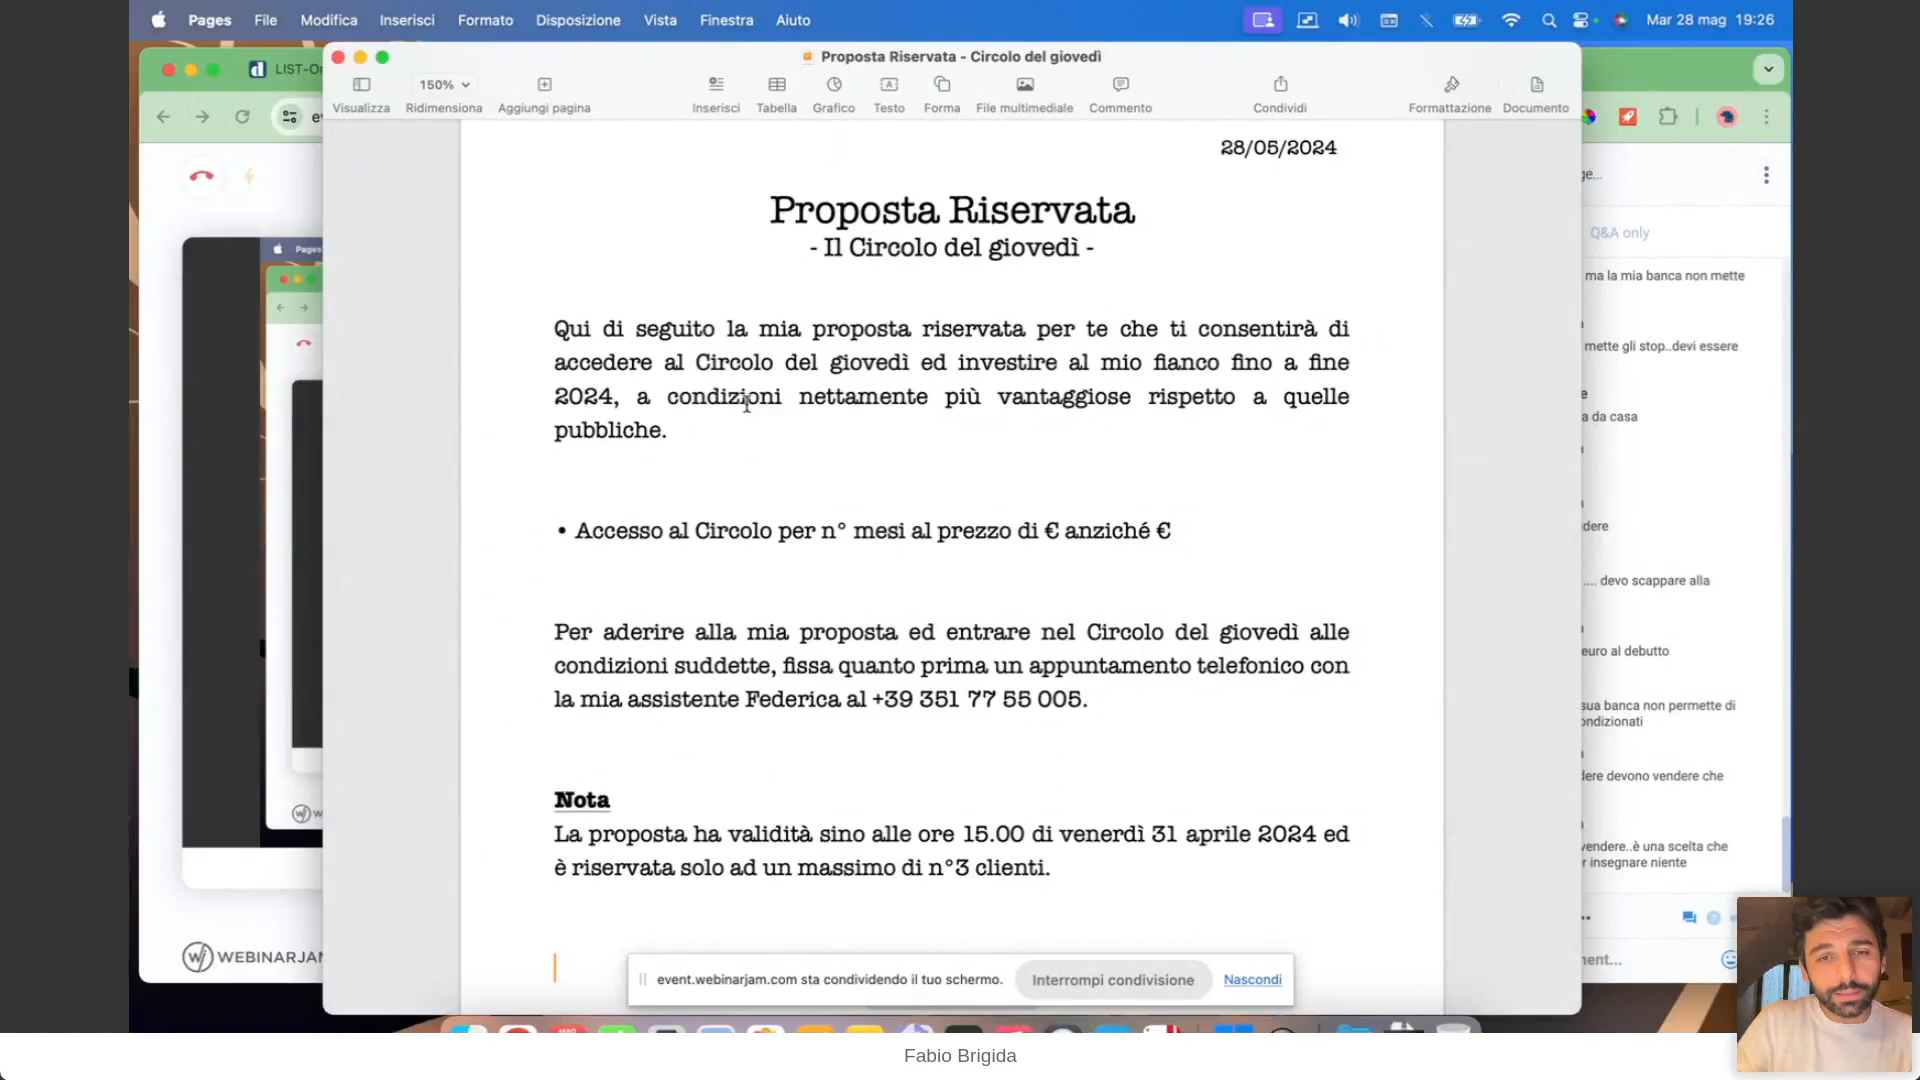 Pages File Modifica Inserisci Formato Disposizione Vista Finestra Aiuto
Mar 28 mag 19:26
Proposta Riservata - Circolo del giovedì
150%
Visualizza Ridimensiona Aggiungi pagina Inserisci Tabella Grafico Testo Forma File multimediale Commento Condividi Formattazione Documento
28/05/2024
Proposta Riservata
- Il Circolo del giovedì -
Qui di seguito la mia proposta riservata per te che ti consentirà di
accedere al Circolo del giovedì ed investire al mio fianco fino a fine
2024, a condizioni nettamente più vantaggiose rispetto a quelle
pubbliche.
• Accesso al Circolo per n° mesi al prezzo di € anziché €
Per aderire alla mia proposta ed entrare nel Circolo del giovedì alle
condizioni suddette, fissa quanto prima un appuntamento telefonico con
la mia assistente Federica al +39 351 77 55 005.
Nota
La proposta ha validità sino alle ore 15.00 di venerdì 31 aprile 2024 ed
è riservata solo ad un massimo di n°3 clienti.
event.webinarjam.com sta condividendo il tuo schermo. Interrompi condivisione Nascondi
Pages
WEBINARJAM
Q&A only
ma la mia banca non mette
mette gli stop..devi essere
a da casa
.... devo scappare alla
euro al debutto
sua banca non permette di
devono vendere che
vendere..è una scelta che
insegnare niente
Fabio Brigida